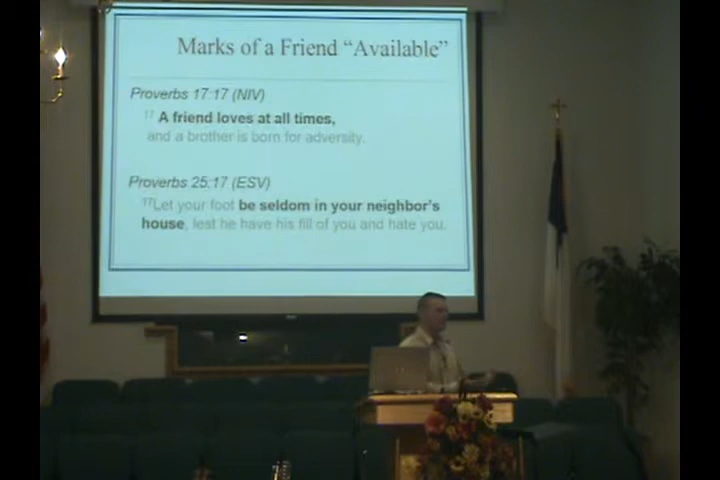 Marks of a Friend “Available”
Proverbs 17:17 (NIV)
17 A friend loves at all times,
and a brother is born for adversity.
Proverbs 25:17 (ESV)
17Let your foot be seldom in your neighbor’s
house, lest he have his fill of you and hate you.